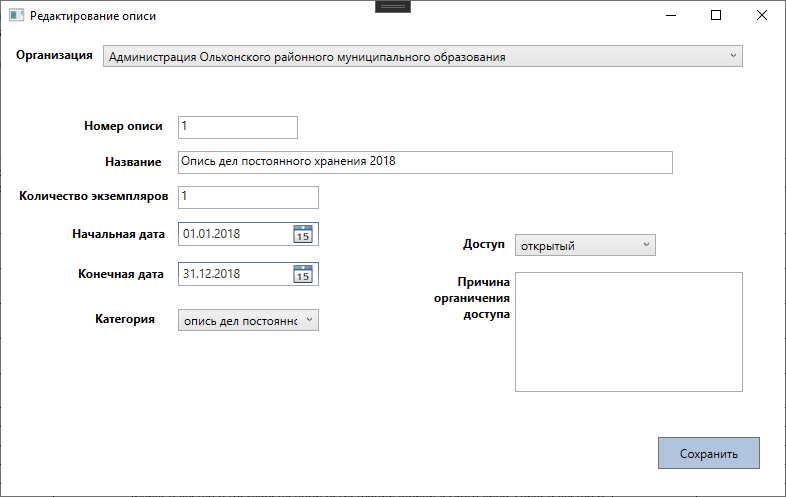 Редактирование описи
Организация
Администрация Ольхонского районного муниципального образования
Номер описи
1
Название
Опись дел постоянного хранения 2018
Количество экземпляров
1
Начальная дата
01.01.2018
15
Доступ
открытый
Конечная дата
31.12.2018
15
Причина
органичения
доступа
Категория
опись дел постоянно
Сохранить